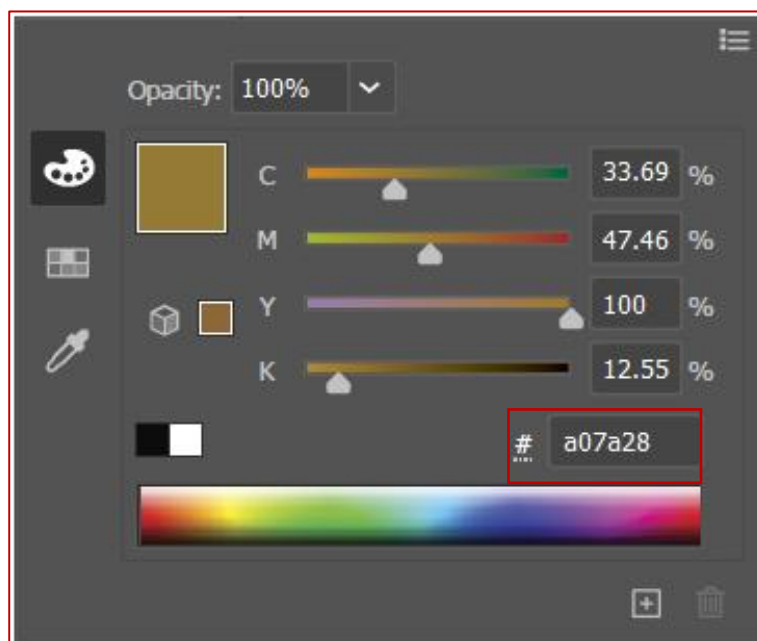 Opacity: 100%
C 33.69 %
M 47.46 %
Y 100 %
K 12.55 %
# a07a28